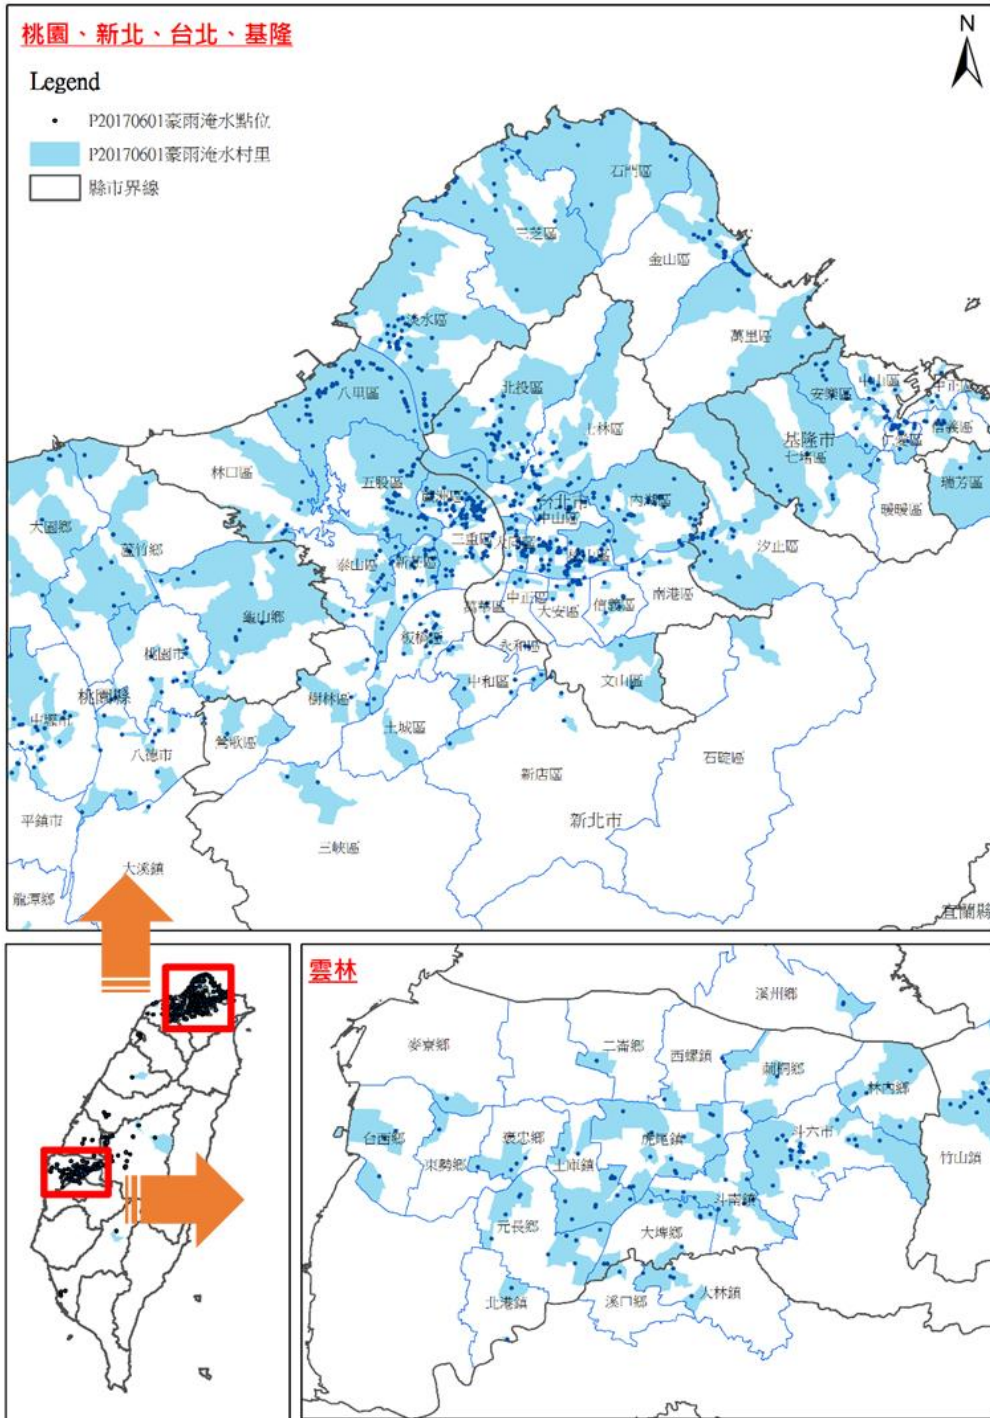 桃園、新北、台北、基隆
N
Legend
P20170601豪雨淹水點位
P20170601豪雨淹水村里
縣市界線
石門區
三芝區
金山區
淡水區
萬里區
八里區
北投區
安樂區
中山區
中正區
士林區
基隆市
七堵區
仁愛區
信義區
林口區
五股區
蘆洲區
台北市
中山區
內湖區
瑞芳區
暖暖區
大園鄉
蘆竹鄉
泰山區
新莊區
三重區
大同區
松山區
汐止區
龜山鄉
萬華區
中正區
大安區
信義區
南港區
桃園市
板橋區
永和區
桃園縣
樹林區
中和區
文山區
中壢市
八德市
鶯歌區
土城區
新店區
石碇區
平鎮市
新北市
大溪鎮
三峽區
龍潭鄉
宜蘭縣
雲林
溪州鄉
麥寮鄉
二崙鄉
西螺鎮
莿桐鄉
林內鄉
台西鄉
東勢鄉
褒忠鄉
土庫鎮
虎尾鎮
斗六市
竹山鎮
斗南鎮
元長鄉
大埤鄉
北港鎮
溪口鄉
大林鎮